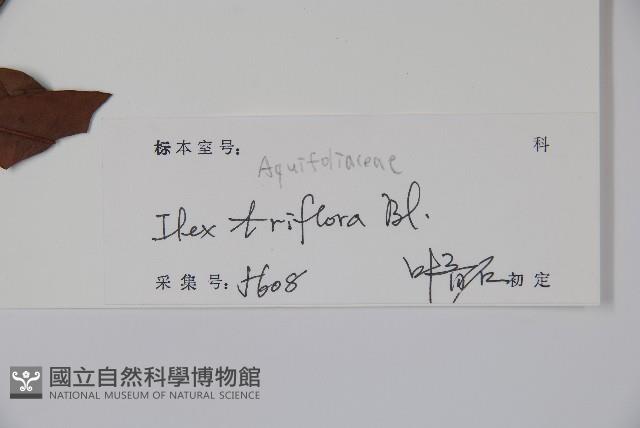 标本室号: 科
Aquifoliaceae
Ilex triflora Bl.
采集号: 5608 初定
國立自然科學博物館
NATIONAL MUSEUM OF NATURAL SCIENCE